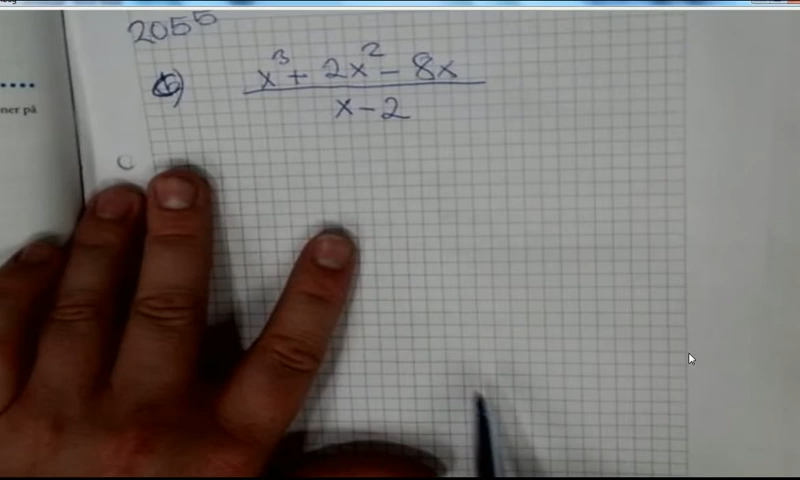 2055
c)
x³ + 2x² - 8x
x - 2
ner på